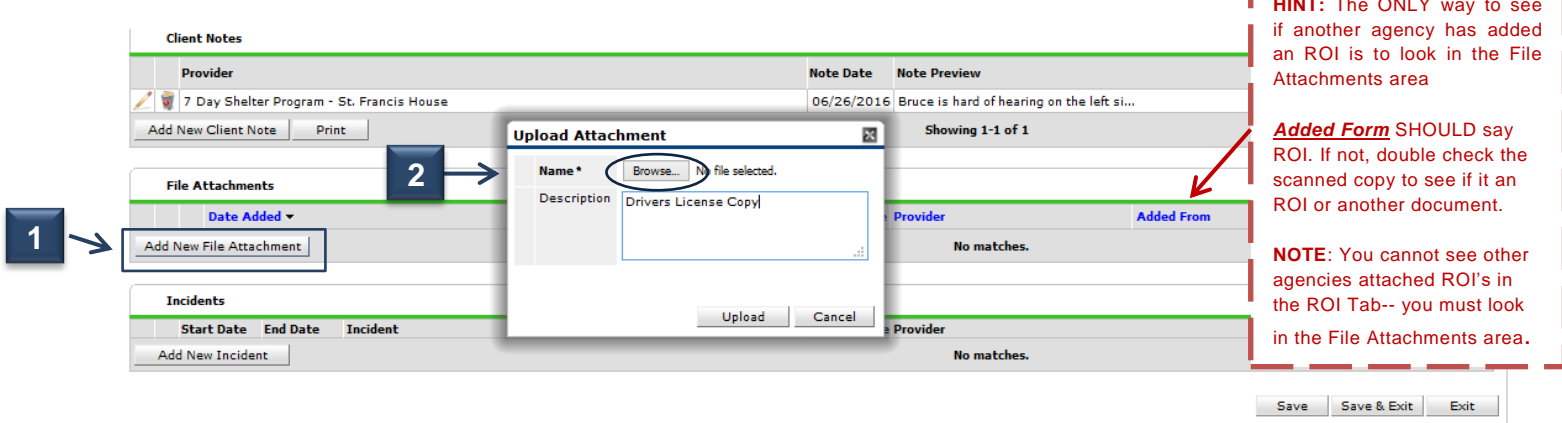 Client Notes
Provider Note Date Note Preview
7 Day Shelter Program - St. Francis House 06/26/2016 Bruce is hard of hearing on the left si...
Add New Client Note Print Showing 1-1 of 1
File Attachments
Date Added Provider Added From
Add New File Attachment No matches.
Incidents
Start Date End Date Incident Provider
Add New Incident No matches.
Save Save & Exit Exit
1
2
Upload Attachment
Name* Browse... No file selected.
Description Drivers License Copy
Upload Cancel
HINT: The ONLY way to see
if another agency has added
an ROI is to look in the File
Attachments area
Added Form SHOULD say
ROI. If not, double check the
scanned copy to see if it an
ROI or another document.
NOTE: You cannot see other
agencies attached ROI's in
the ROI Tab-- you must look
in the File Attachments area.